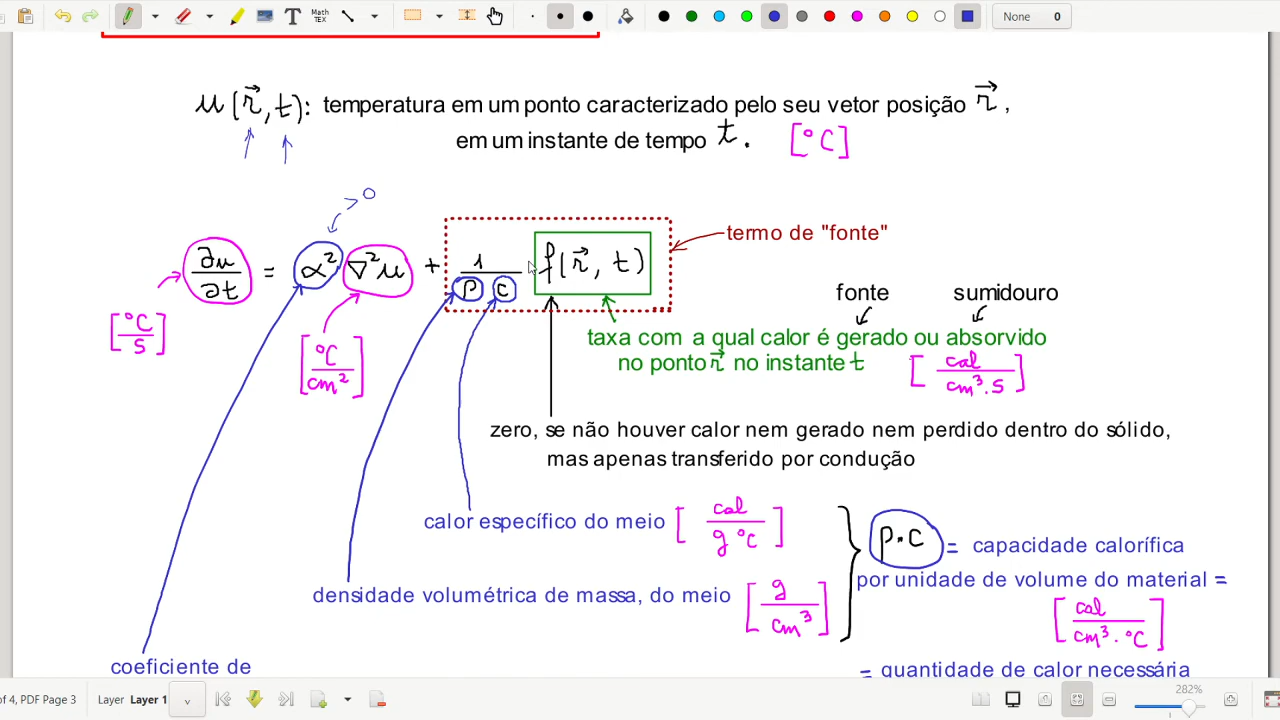 T Math TEX None 0
u(r⃗, t): temperatura em um ponto caracterizado pelo seu vetor posição r⃗,
em um instante de tempo t. [°C]
>0
∂u/∂t = α² ∇²u + 1/(ρ c) f(r⃗, t)
termo de "fonte"
fonte sumidouro
[°C/s]
[°C/cm²]
taxa com a qual calor é gerado ou absorvido
no ponto r⃗ no instante t [cal/cm³.s]
zero, se não houver calor nem gerado nem perdido dentro do sólido,
mas apenas transferido por condução
calor específico do meio [cal/g °C]
ρ.c = capacidade calorífica
por unidade de volume do material =
densidade volumétrica de massa, do meio [g/cm³]
[cal/cm³.°C]
coeficiente de
= quantidade de calor necessária
of 4, PDF Page 3 Layer Layer 1 282%